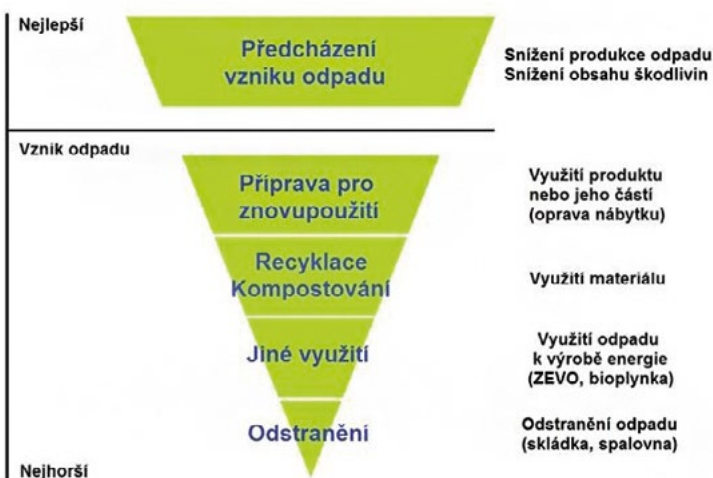 Nejlepší
Předcházení
vzniku odpadu
Snížení produkce odpadu
Snížení obsahu škodlivin
Vznik odpadu
Příprava pro
znovupoužití
Využití produktu
nebo jeho částí
(oprava nábytku)
Recyklace
Kompostování
Využití materiálu
Jiné využití
Využití odpadu
k výrobě energie
(ZEVO, bioplynka)
Odstranění
Odstranění odpadu
(skládka, spalovna)
Nejhorší